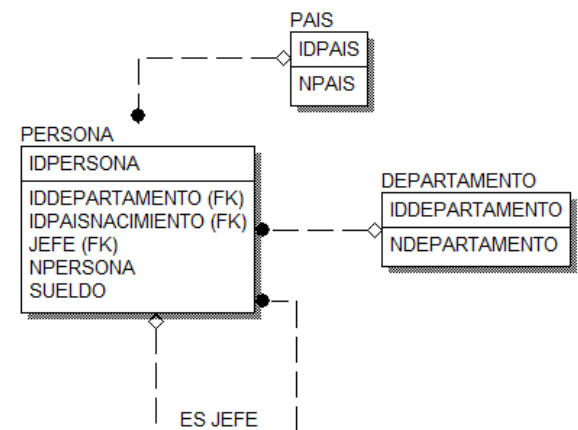 PAIS
IDPAIS
NPAIS
PERSONA
IDPERSONA
IDDEPARTAMENTO (FK)
IDPAISNACIMIENTO (FK)
JEFE (FK)
NPERSONA
SUELDO
DEPARTAMENTO
IDDEPARTAMENTO
NDEPARTAMENTO
ES JEFE